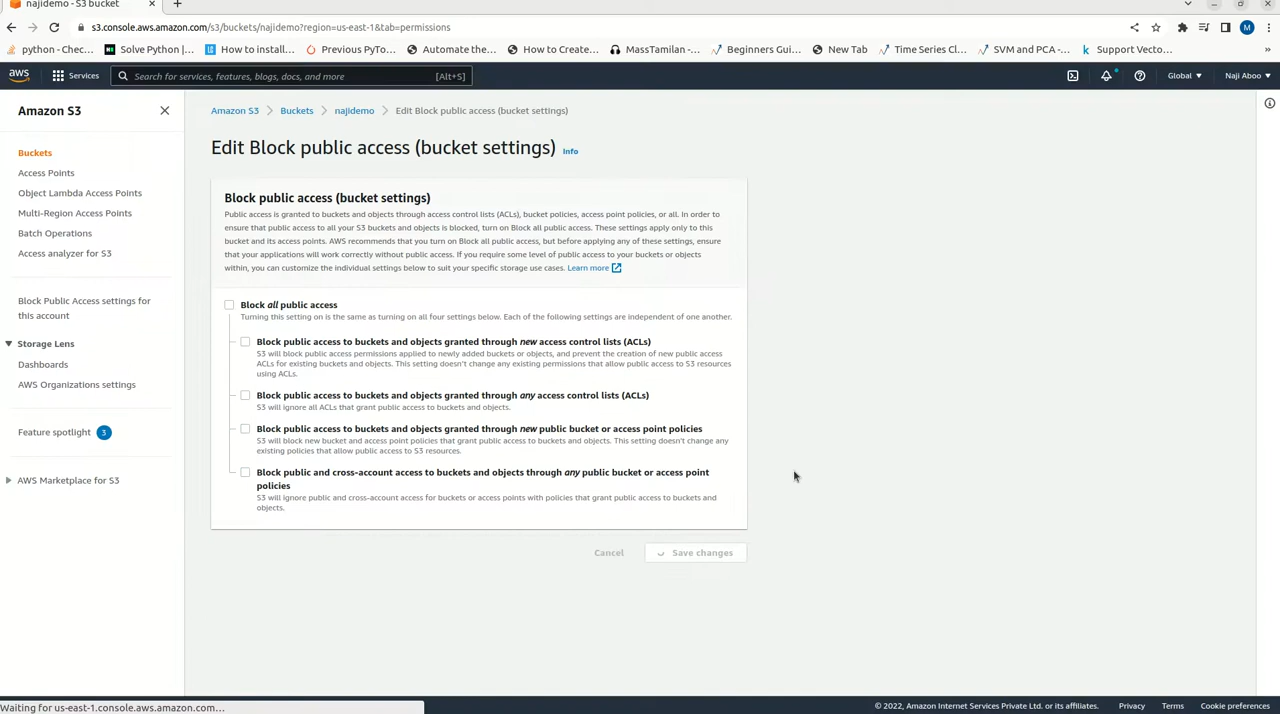 najidemo - S3 bucket
s3.console.aws.amazon.com/s3/buckets/najidemo?region=us-east-1&tab=permissions
python - Chec... Solve Python |... How to install... Previous PyTo... Automate the... How to Create... MassTamilan -... Beginners Gui... New Tab Time Series Cl... SVM and PCA -... Support Vecto...
aws Services Search for services, features, blogs, docs, and more [Alt+S] Global Naji Aboo
Amazon S3
Buckets
Access Points
Object Lambda Access Points
Multi-Region Access Points
Batch Operations
Access analyzer for S3
Block Public Access settings for
this account
Storage Lens
Dashboards
AWS Organizations settings
Feature spotlight 3
AWS Marketplace for S3
Amazon S3 > Buckets > najidemo > Edit Block public access (bucket settings)
Edit Block public access (bucket settings) Info
Block public access (bucket settings)
Public access is granted to buckets and objects through access control lists (ACLs), bucket policies, access point policies, or all. In order
to ensure that public access to all your S3 buckets and objects is blocked, turn on Block all public access. These settings apply only to this
bucket and its access points. AWS recommends that you turn on Block all public access, but before applying any of these settings, ensure
that your applications will work correctly without public access. If you require some level of public access to your buckets or objects
within, you can customize the individual settings below to suit your specific storage use cases. Learn more
Block all public access
Turning this setting on is the same as turning on all four settings below. Each of the following settings are independent of one another.
Block public access to buckets and objects granted through new access control lists (ACLs)
S3 will block public access permissions applied to newly added buckets or objects, and prevent the creation of new public access
ACLs for existing buckets and objects. This setting doesn't change any existing permissions that allow public access to S3 resources
using ACLs.
Block public access to buckets and objects granted through any access control lists (ACLs)
S3 will ignore all ACLs that grant public access to buckets and objects.
Block public access to buckets and objects granted through new public bucket or access point policies
S3 will block new bucket and access point policies that grant public access to buckets and objects. This setting doesn't change any
existing policies that allow public access to S3 resources.
Block public and cross-account access to buckets and objects through any public bucket or access point
policies
S3 will ignore public and cross-account access for buckets or access points with policies that grant public access to buckets and
objects.
Cancel Save changes
Waiting for us-east-1.console.aws.amazon.com...
© 2022, Amazon Internet Services Private Ltd. or its affiliates. Privacy Terms Cookie preferences